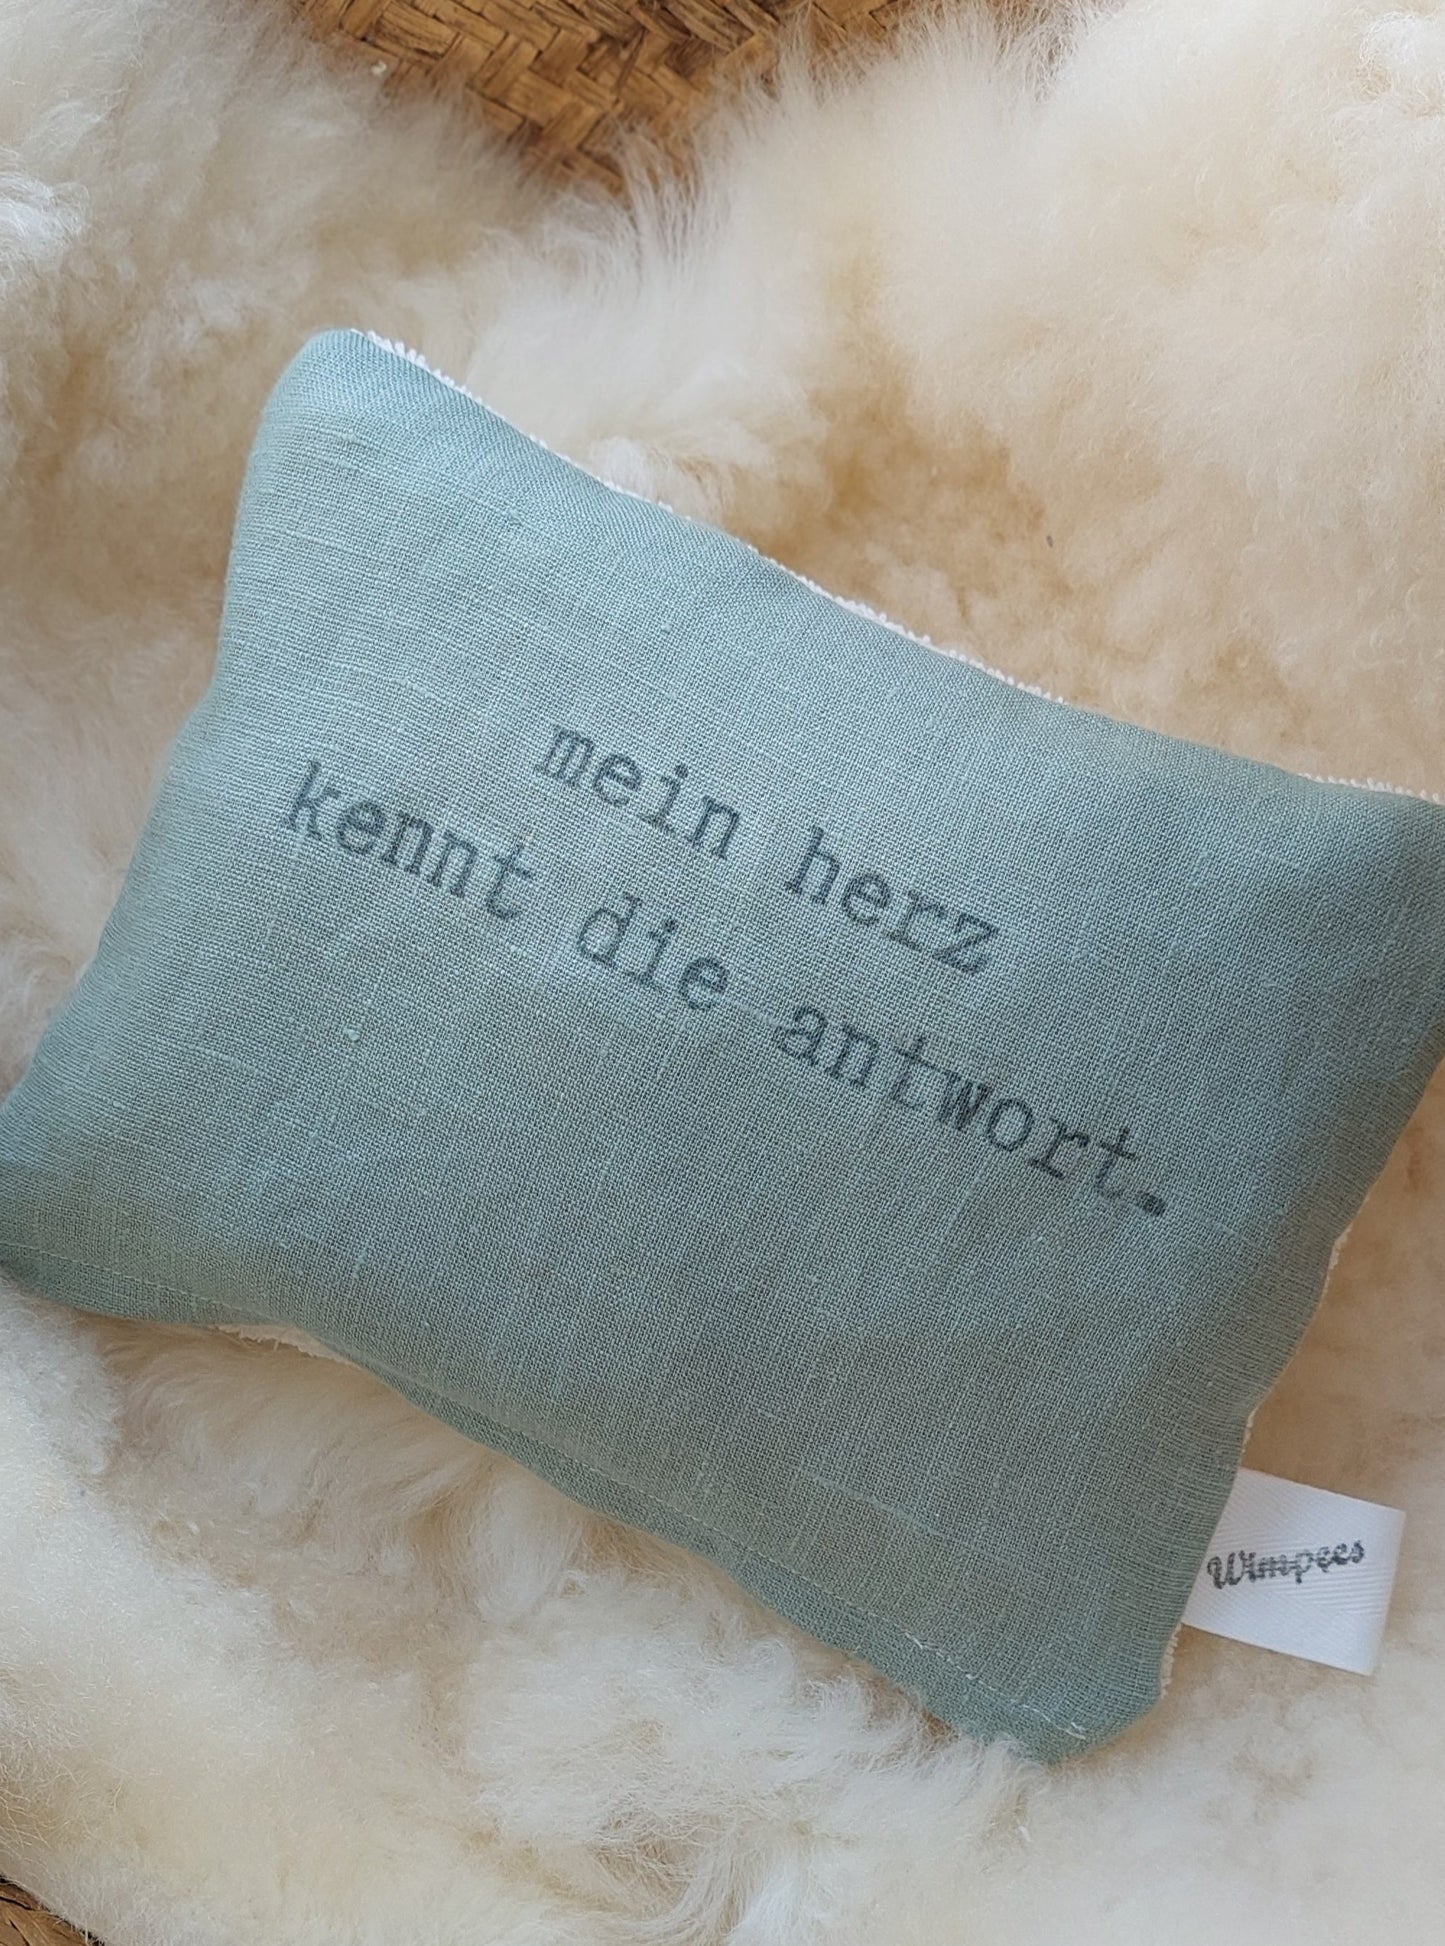 mein herz
kennt die antwort.
Wimpees